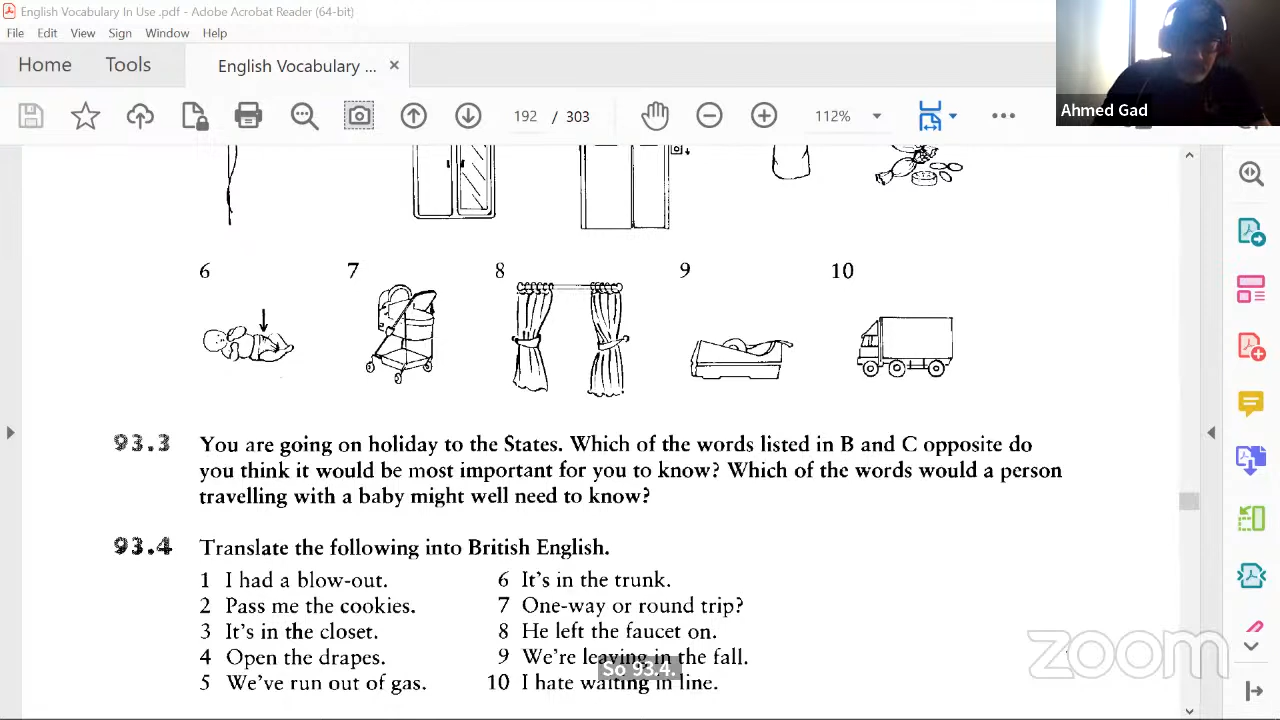 English Vocabulary In Use .pdf - Adobe Acrobat Reader (64-bit)
File Edit View Sign Window Help
Home Tools English Vocabulary ... ×
192 / 303 112%
Ahmed Gad
6 7 8 9 10
93.3 You are going on holiday to the States. Which of the words listed in B and C opposite do
you think it would be most important for you to know? Which of the words would a person
travelling with a baby might well need to know?
93.4 Translate the following into British English.
1 I had a blow-out. 6 It's in the trunk.
2 Pass me the cookies. 7 One-way or round trip?
3 It's in the closet. 8 He left the faucet on.
4 Open the drapes. 9 We're leaving in the fall.
5 We've run out of gas. 10 I hate waiting in line.
So 93.4.
zoom